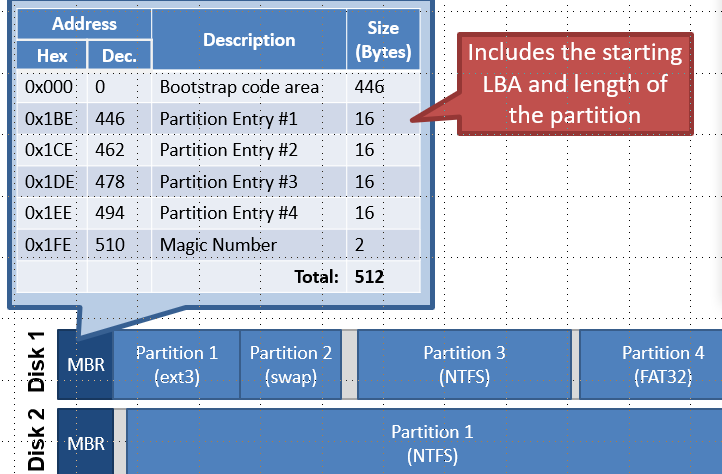 Address
Description
Size
(Bytes)
Hex
Dec.
0x000 0 Bootstrap code area 446
0x1BE 446 Partition Entry #1 16
0x1CE 462 Partition Entry #2 16
0x1DE 478 Partition Entry #3 16
0x1EE 494 Partition Entry #4 16
0x1FE 510 Magic Number 2
Total: 512
Includes the starting
LBA and length of
the partition
Disk 1
MBR
Partition 1
(ext3)
Partition 2
(swap)
Partition 3
(NTFS)
Partition 4
(FAT32)
Disk 2
MBR
Partition 1
(NTFS)